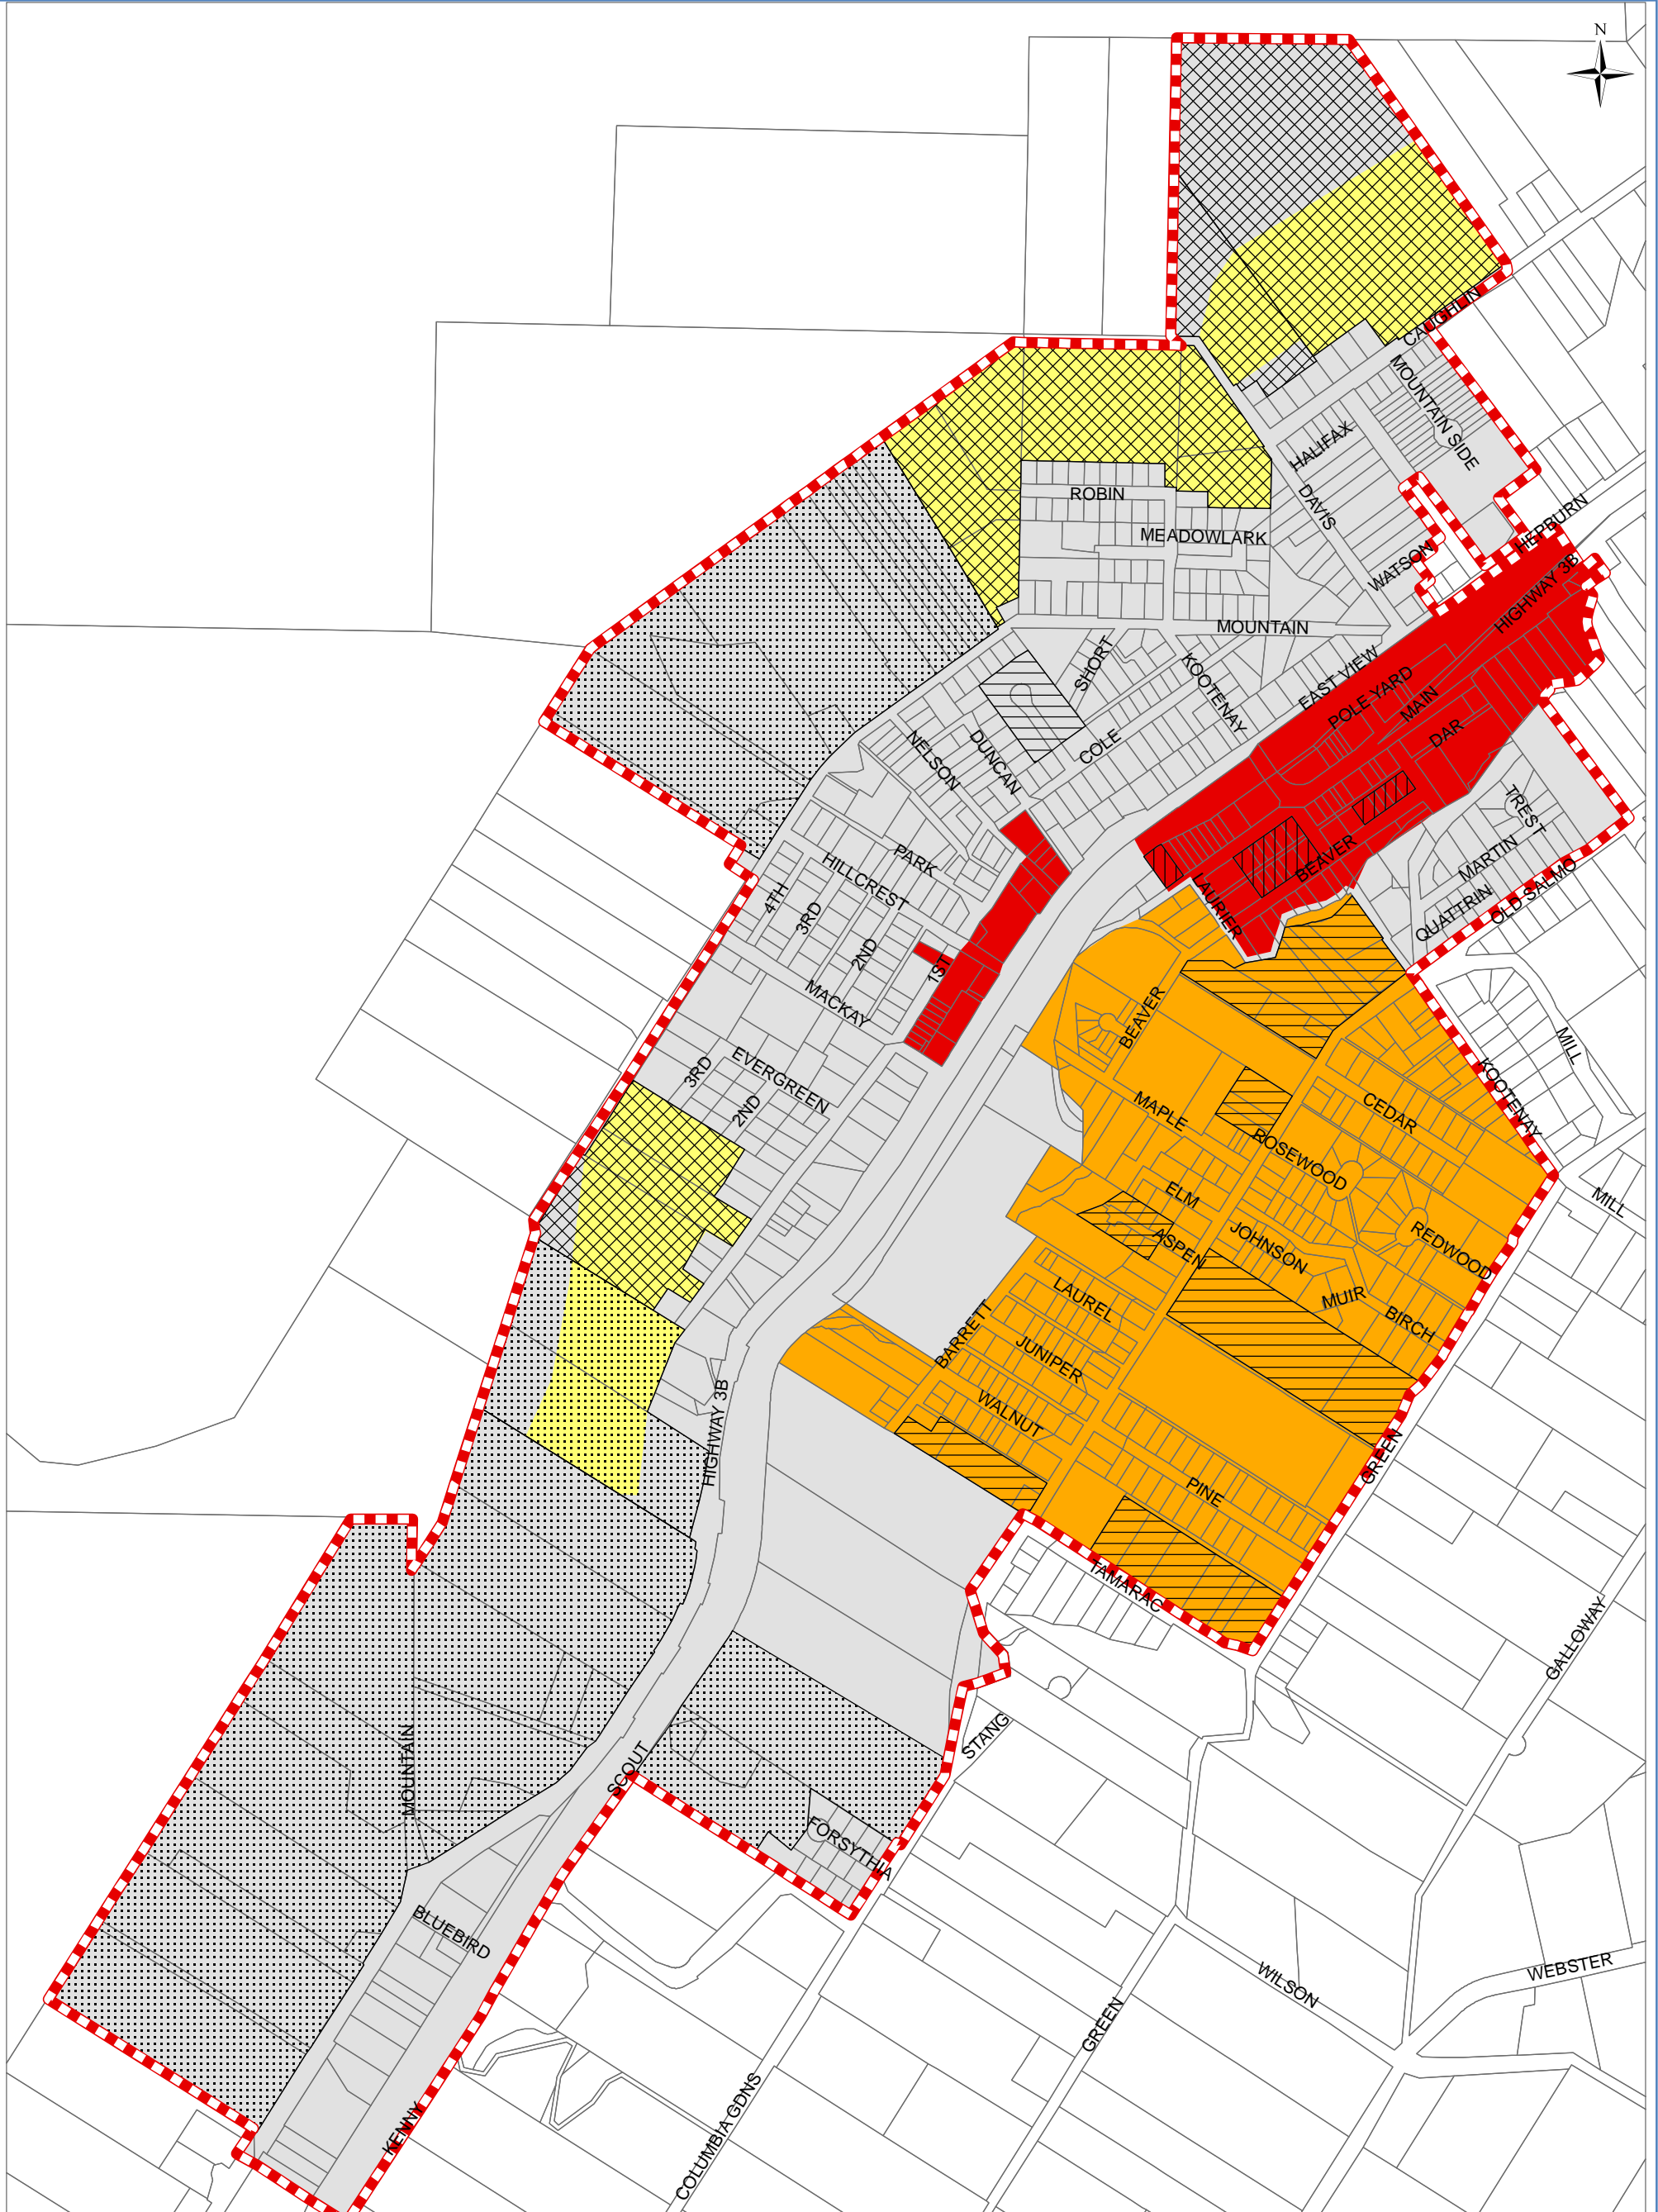 N
CAUGHLIN
MOUNTAIN SIDE
HALIFAX
ROBIN
DAVIS
HEPBURN
MEADOWLARK
WATSON
HIGHWAY 3B
MOUNTAIN
SHORT
KOOTENAY
EAST VIEW
POLE YARD
MAIN
DAR
COLE
NELSON
DUNCAN
TREST
PARK
HILLCREST
BEAVER
MARTIN
4TH
3RD
LAURIER
QUATTRIN
OLD SALMO
2ND
1ST
MACKAY
BEAVER
MILL
EVERGREEN
3RD
2ND
KOOTENAY
MAPLE
CEDAR
ROSEWOOD
ELM
MILL
ASPEN
JOHNSON
REDWOOD
LAUREL
MUIR
BIRCH
BARRETT
JUNIPER
WALNUT
HIGHWAY 3B
GREEN
PINE
TAMARAC
GALLOWAY
STANG
MOUNTAIN
SCOUT
FORSYTHIA
BLUEBIRD
WILSON
WEBSTER
GREEN
KENNY
COLUMBIA GDNS